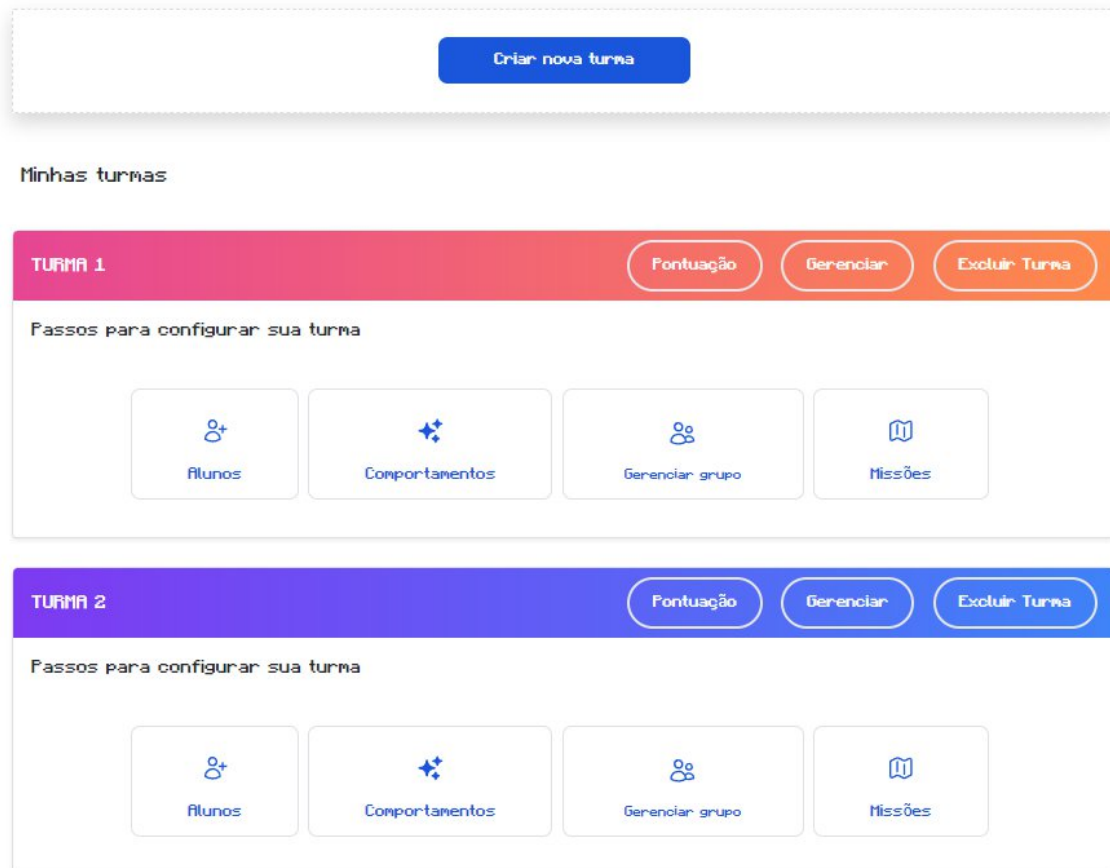 Criar nova turma
Minhas turmas
TURMA 1 Pontuação Gerenciar Excluir Turma
Passos para configurar sua turma
Alunos Comportamentos Gerenciar grupo Missões
TURMA 2 Pontuação Gerenciar Excluir Turma
Passos para configurar sua turma
Alunos Comportamentos Gerenciar grupo Missões